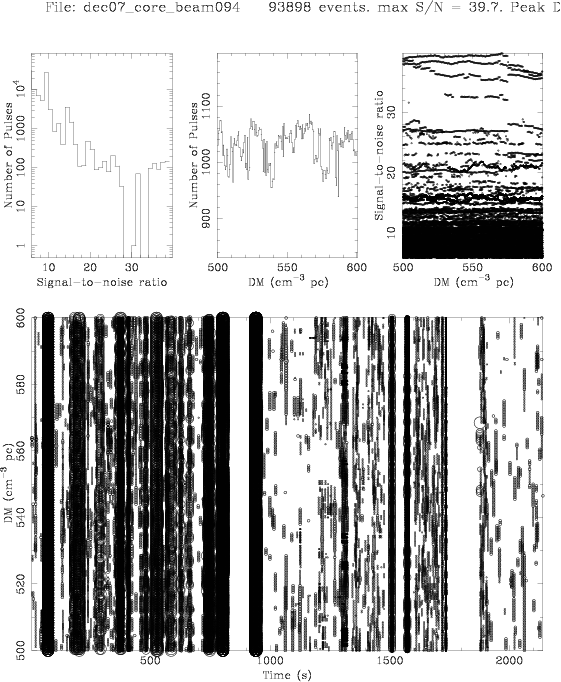 File: dec07_core_beam094 93898 events. max S/N = 39.7. Peak D
Number of Pulses
10^4
1000
100
10
1
10 20 30
Signal-to-noise ratio
Number of Pulses
1100
1000
900
500 550 600
DM (cm^-3 pc)
Signal-to-noise ratio
30
20
10
500 550 600
DM (cm^-3 pc)
DM (cm^-3 pc)
600
580
560
540
520
500
500 1000 1500 2000
Time (s)